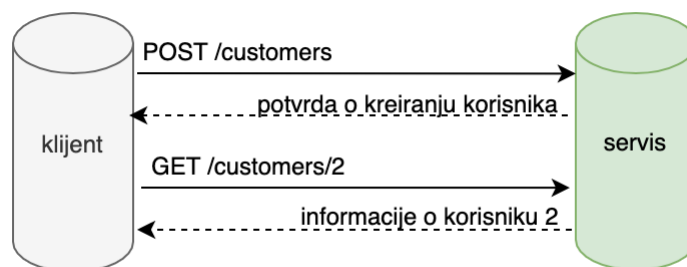 POST /customers
potvrda o kreiranju korisnika
klijent
servis
GET /customers/2
informacije o korisniku 2